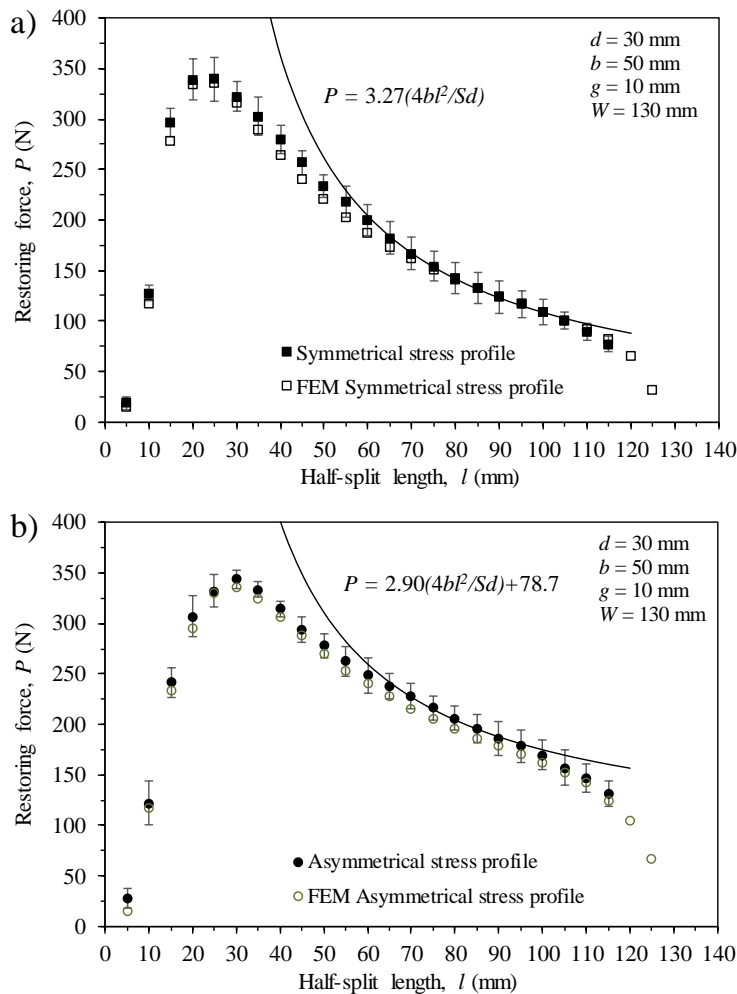 a)
400
350
300
250
200
150
100
50
0
Restoring force, P (N)
P = 3.27(4bl²/Sd)
d = 30 mm
b = 50 mm
g = 10 mm
W = 130 mm
Symmetrical stress profile
FEM Symmetrical stress profile
0 10 20 30 40 50 60 70 80 90 100 110 120 130 140
Half-split length, l (mm)
b)
400
350
300
250
200
150
100
50
0
Restoring force, P (N)
P = 2.90(4bl²/Sd)+78.7
d = 30 mm
b = 50 mm
g = 10 mm
W = 130 mm
Asymmetrical stress profile
FEM Asymmetrical stress profile
0 10 20 30 40 50 60 70 80 90 100 110 120 130 140
Half-split length, l (mm)